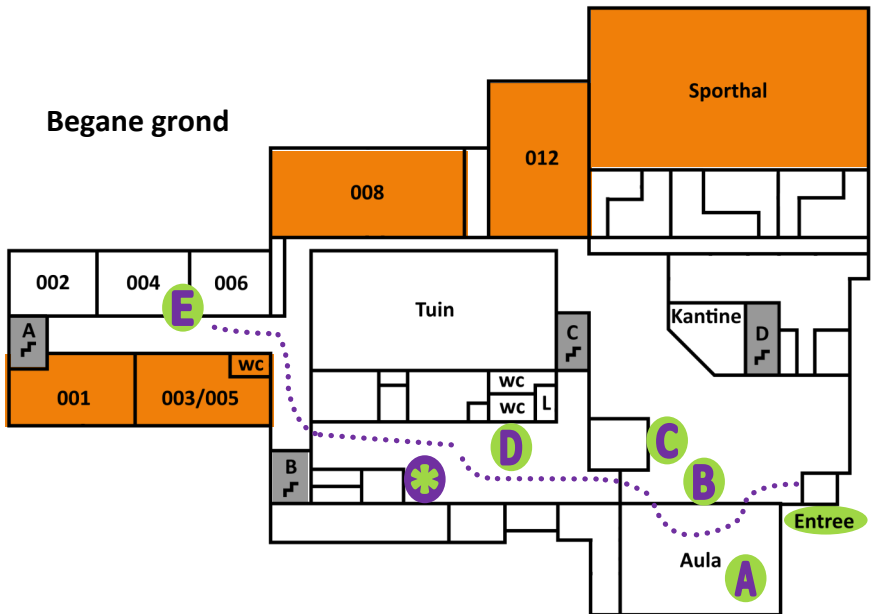 Sporthal
Begane grond
012
008
002
004
006
E
Tuin
Kantine
A
C
D
wc
001
003/005
wc
wc
L
D
C
B
*
B
Entree
Aula
A